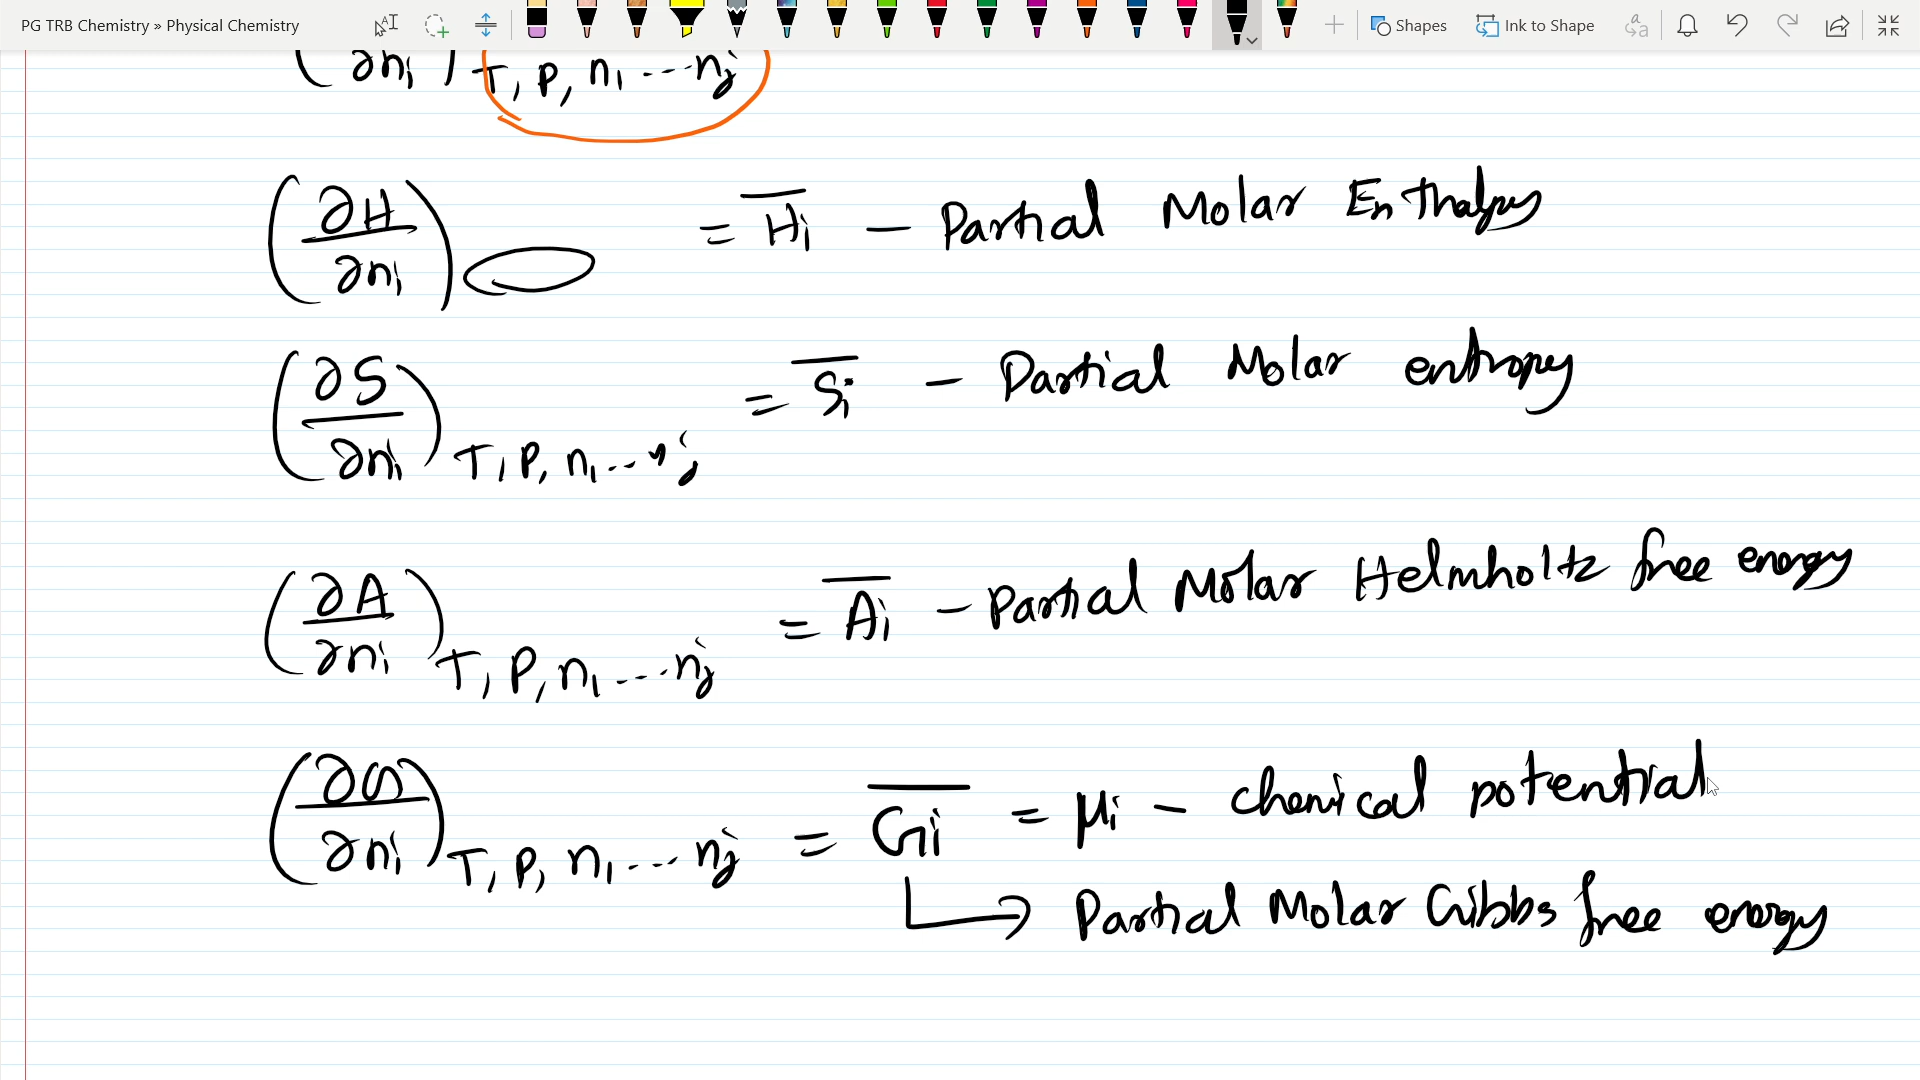 PG TRB Chemistry » Physical Chemistry Shapes Ink to Shape
(∂ni) T, P, n1 ---nj
(∂H/∂ni) = H̅i — Partial Molar Enthalpy
(∂S/∂ni) T, P, n1 --- nj = S̅i — Partial Molar entropy
(∂A/∂ni) T, P, n1 ---nj = A̅i — Partial Molar Helmholtz free energy
(∂G/∂ni) T, P, n1 --- nj = G̅i = μi — chemical potential
↳ Partial Molar Gibbs free energy